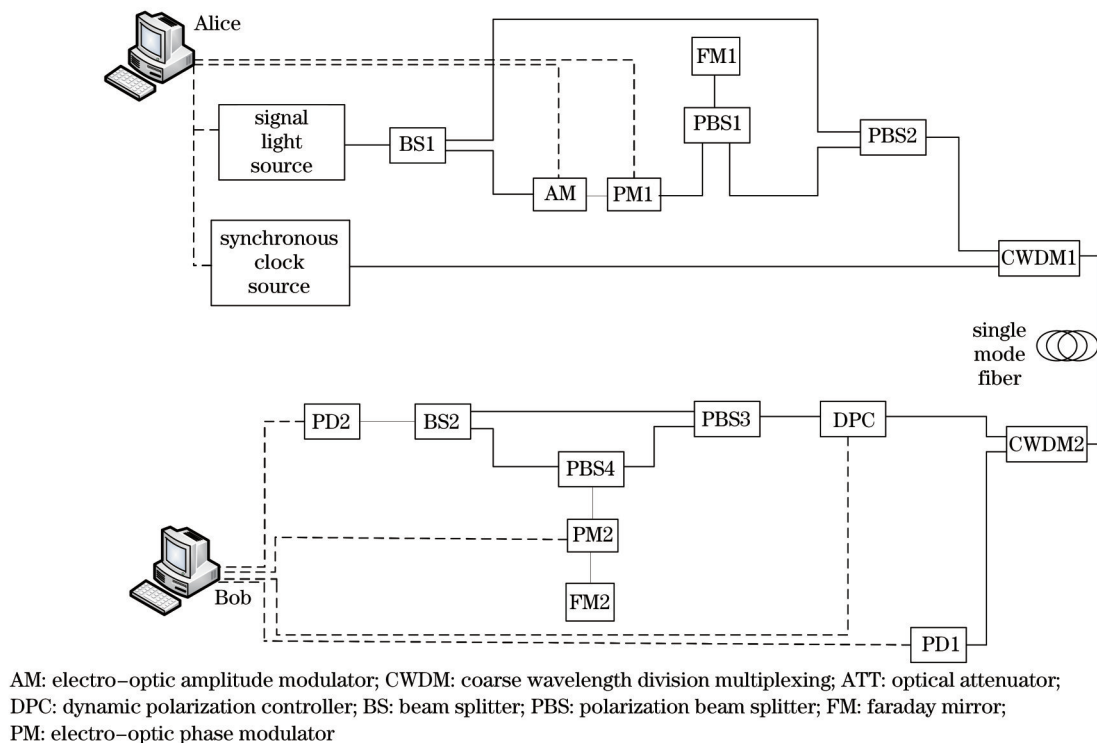 Alice
FM1
signal
light
source
BS1
PBS1
PBS2
AM
PM1
synchronous
clock
source
CWDM1
single
mode
fiber
PD2
BS2
PBS3
DPC
CWDM2
PBS4
PM2
Bob
FM2
PD1
AM: electro−optic amplitude modulator; CWDM: coarse wavelength division multiplexing; ATT: optical attenuator;
DPC: dynamic polarization controller; BS: beam splitter; PBS: polarization beam splitter; FM: faraday mirror;
PM: electro−optic phase modulator